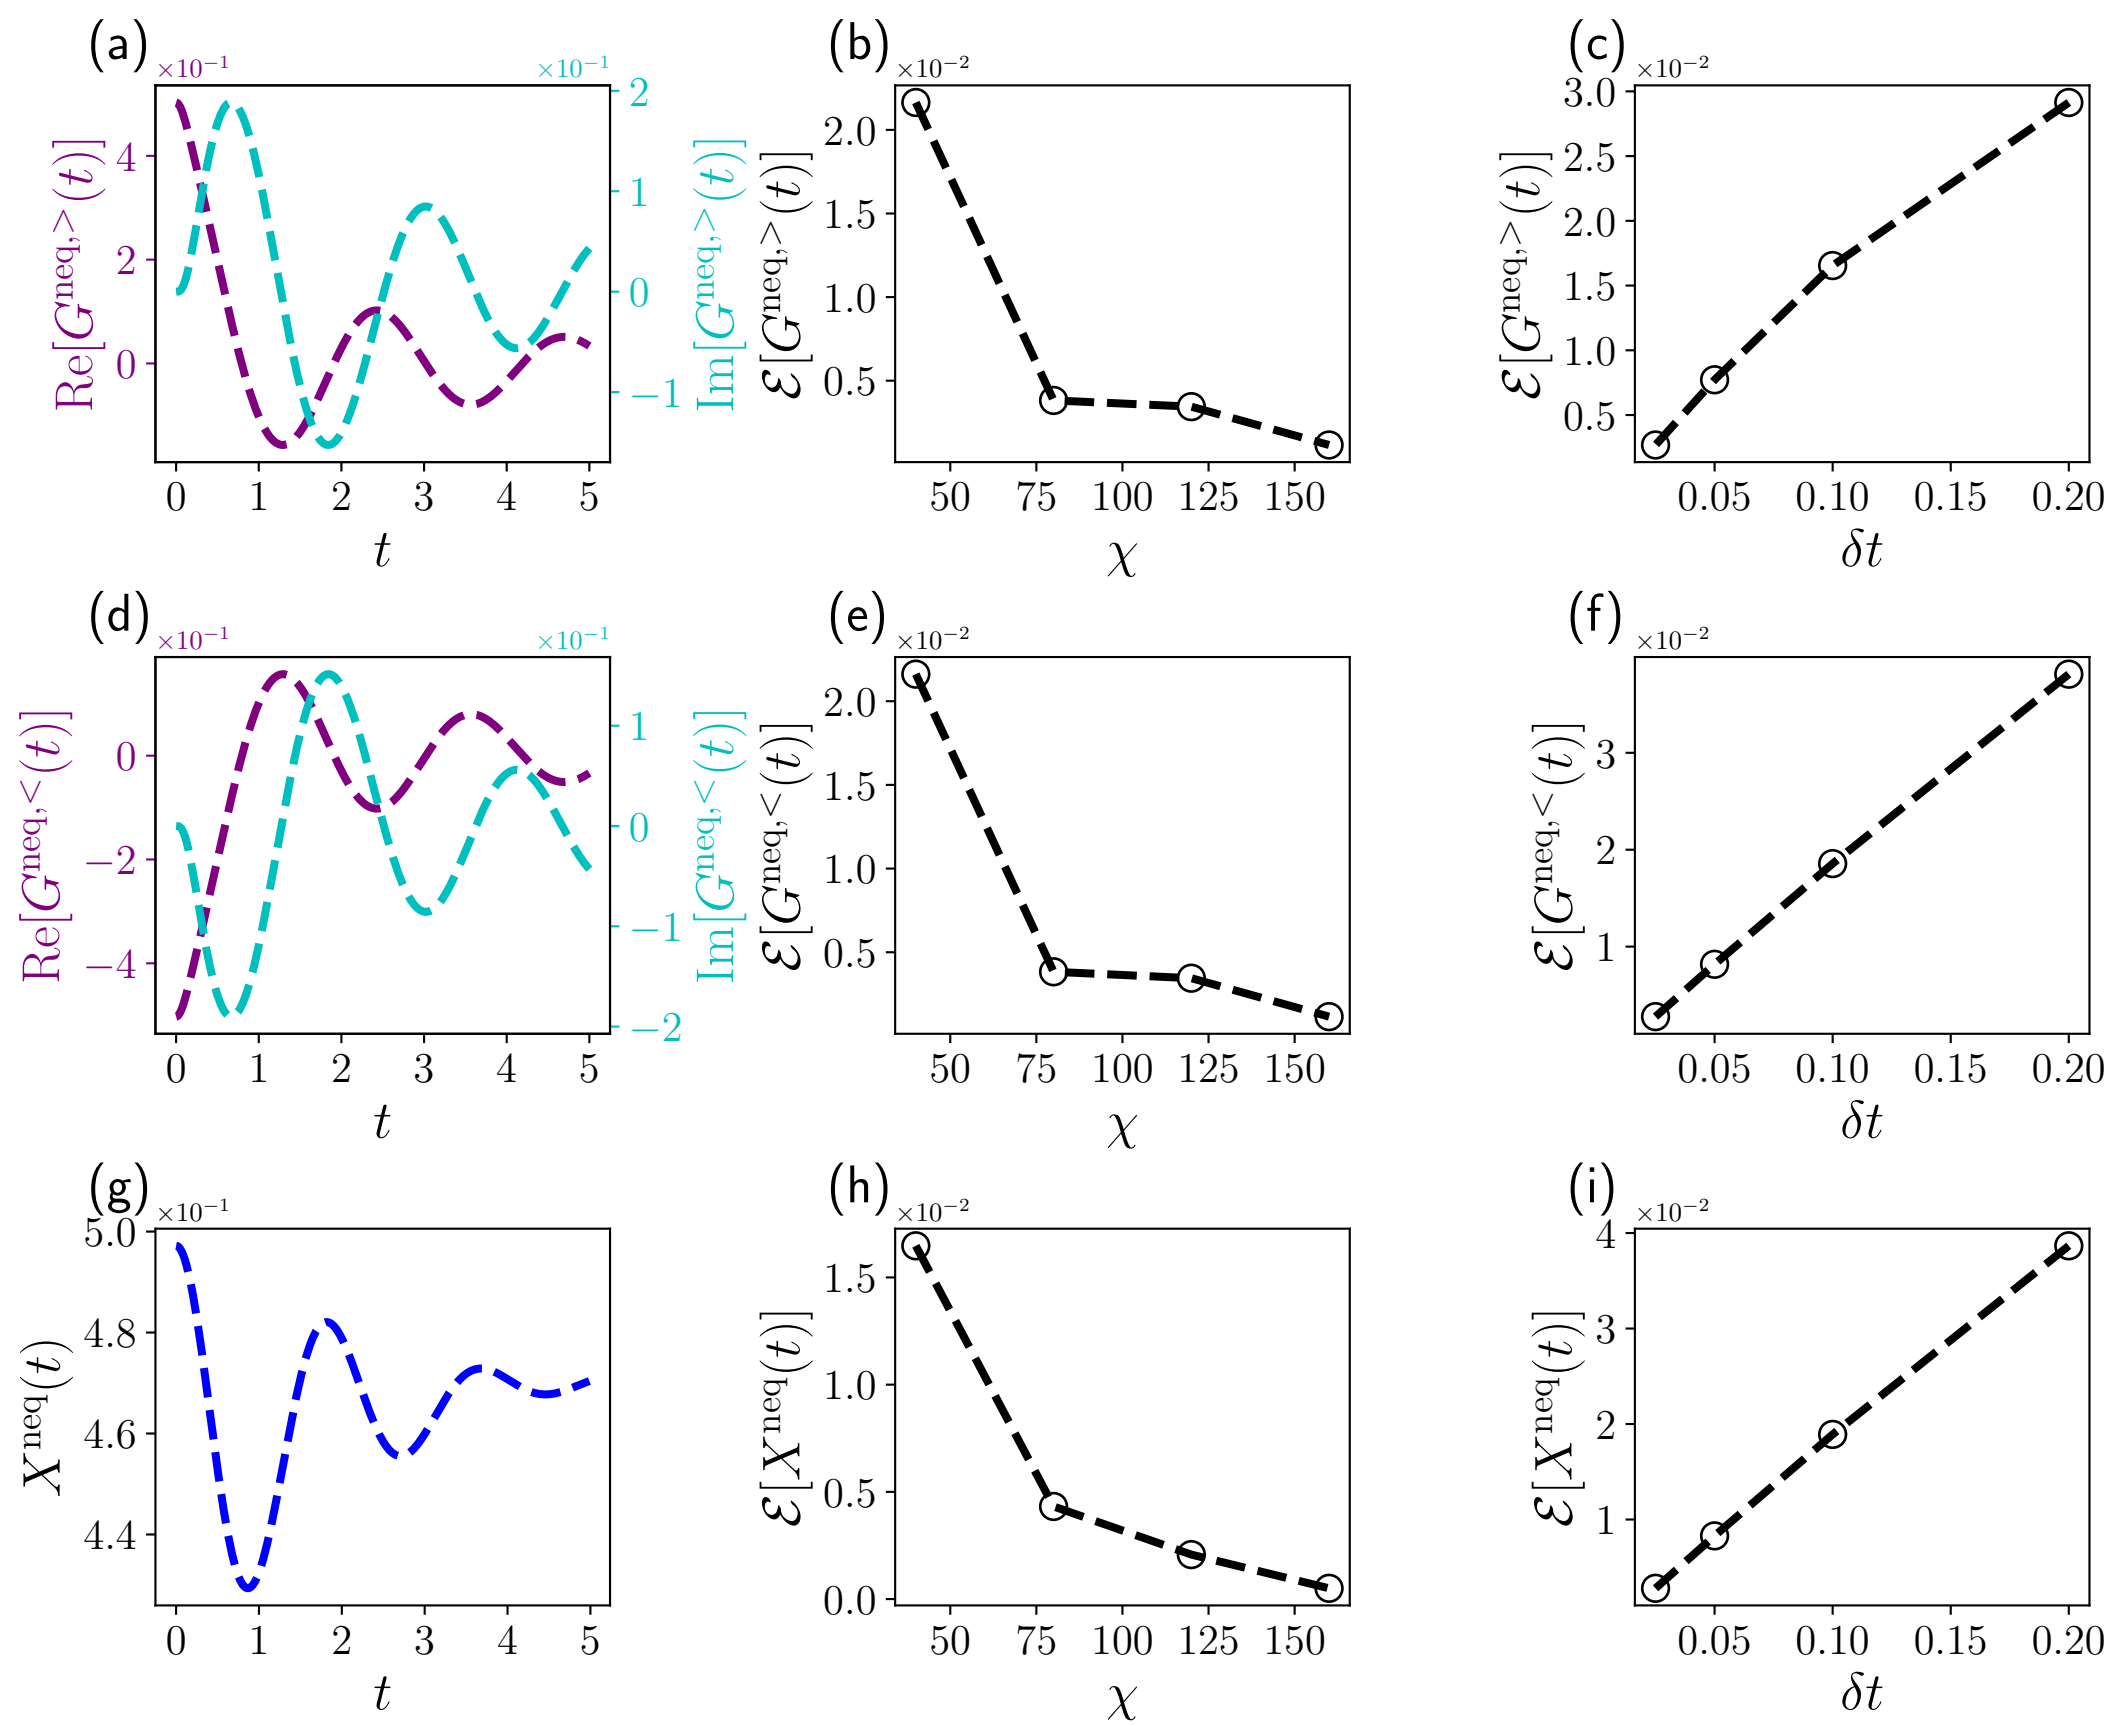 (a)
×10⁻¹
×10⁻¹
Re[G^{neq,>}(t)]
4
2
0
2
1
0
−1
Im[G^{neq,>}(t)]
0 1 2 3 4 5
t
(b)
×10⁻²
ℰ[G^{neq,>}(t)]
2.0
1.5
1.0
0.5
50 75 100 125 150
χ
(c)
×10⁻²
ℰ[G^{neq,>}(t)]
3.0
2.5
2.0
1.5
1.0
0.5
0.05 0.10 0.15 0.20
δt
(d)
×10⁻¹
×10⁻¹
Re[G^{neq,<}(t)]
0
−2
−4
1
0
−1
−2
Im[G^{neq,<}(t)]
0 1 2 3 4 5
t
(e)
×10⁻²
ℰ[G^{neq,<}(t)]
2.0
1.5
1.0
0.5
50 75 100 125 150
χ
(f)
×10⁻²
ℰ[G^{neq,<}(t)]
3
2
1
0.05 0.10 0.15 0.20
δt
(g)
×10⁻¹
X^{neq}(t)
5.0
4.8
4.6
4.4
0 1 2 3 4 5
t
(h)
×10⁻²
ℰ[X^{neq}(t)]
1.5
1.0
0.5
0.0
50 75 100 125 150
χ
(i)
×10⁻²
ℰ[X^{neq}(t)]
4
3
2
1
0.05 0.10 0.15 0.20
δt